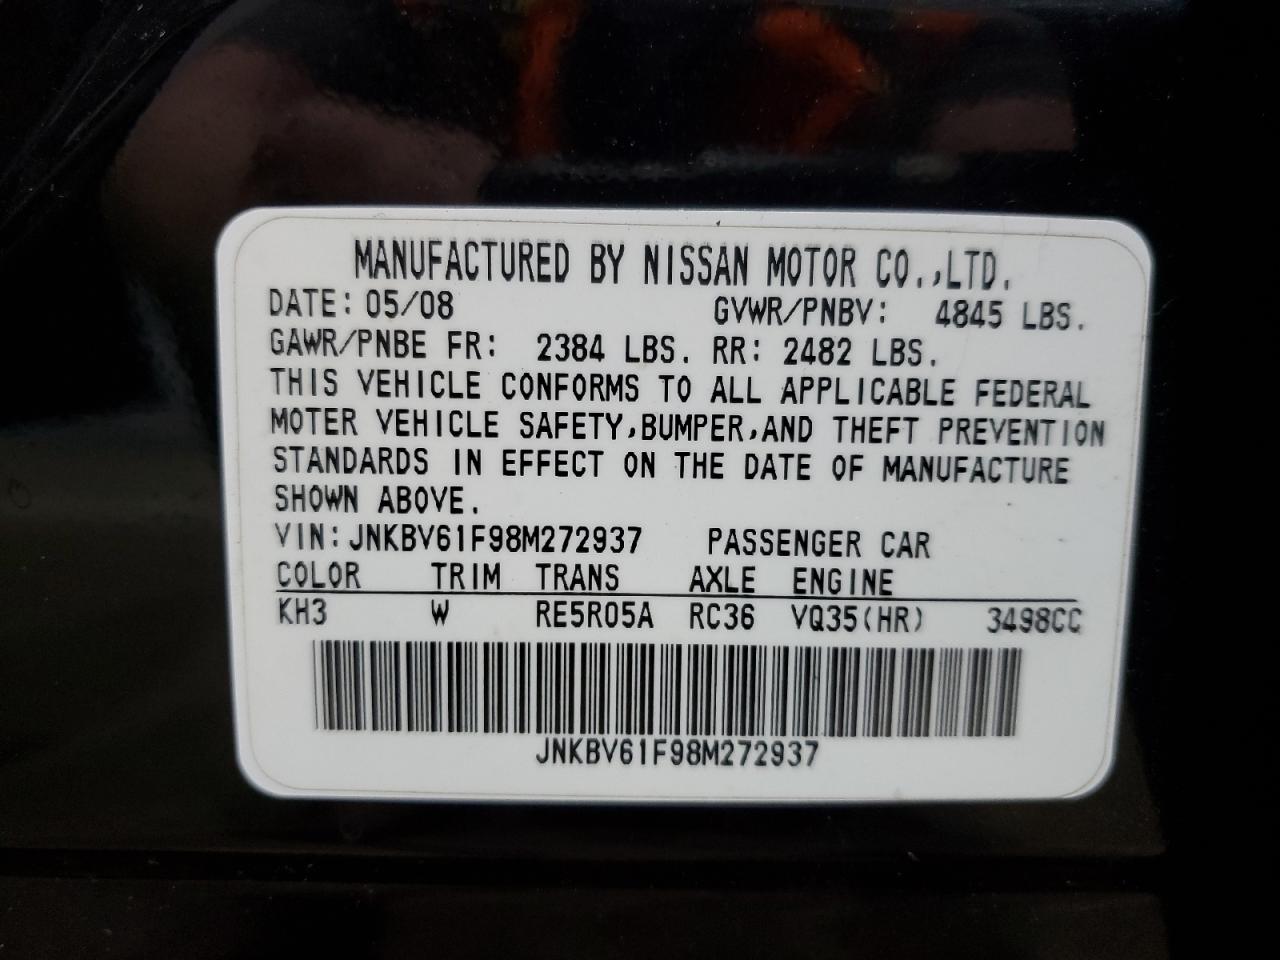 MANUFACTURED BY NISSAN MOTOR CO.,LTD.
DATE: 05/08 GVWR/PNBV: 4845 LBS.
GAWR/PNBE FR: 2384 LBS. RR: 2482 LBS.
THIS VEHICLE CONFORMS TO ALL APPLICABLE FEDERAL
MOTER VEHICLE SAFETY,BUMPER,AND THEFT PREVENTION
STANDARDS IN EFFECT ON THE DATE OF MANUFACTURE
SHOWN ABOVE.
VIN:JNKBV61F98M272937 PASSENGER CAR
COLOR TRIM TRANS AXLE ENGINE
KH3 W RE5R05A RC36 VQ35(HR) 3498CC
JNKBV61F98M272937